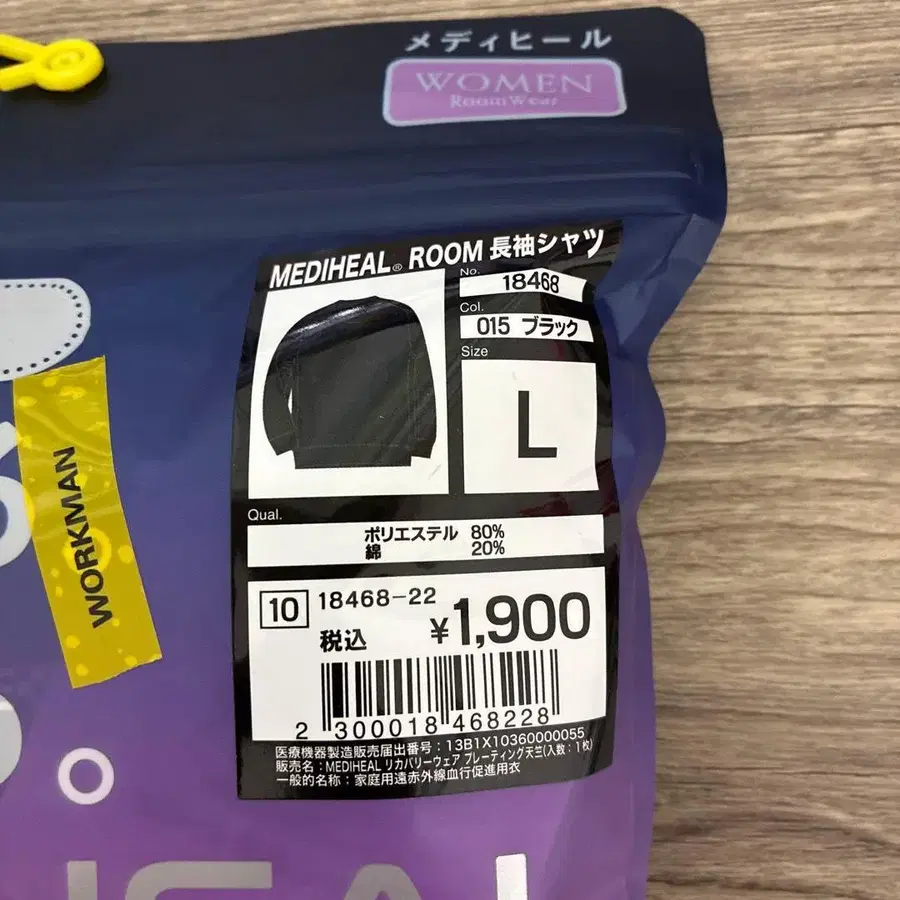 メディヒール
WOMEN
Room Wear
MEDIHEAL® ROOM 長袖シャツ
No.
18468
Col.
015 ブラック
Size
L
Qual.
ポリエステル 80%
綿 20%
10 18468-22
税込 ¥1,900
2 300018 468228
医療機器製造販売届出番号：13B1X10360000055
販売名：MEDIHEAL リカバリーウェア プレーティング天竺(入数：1枚)
一般的名称：家庭用遠赤外線血行促進用衣
WORKMAN